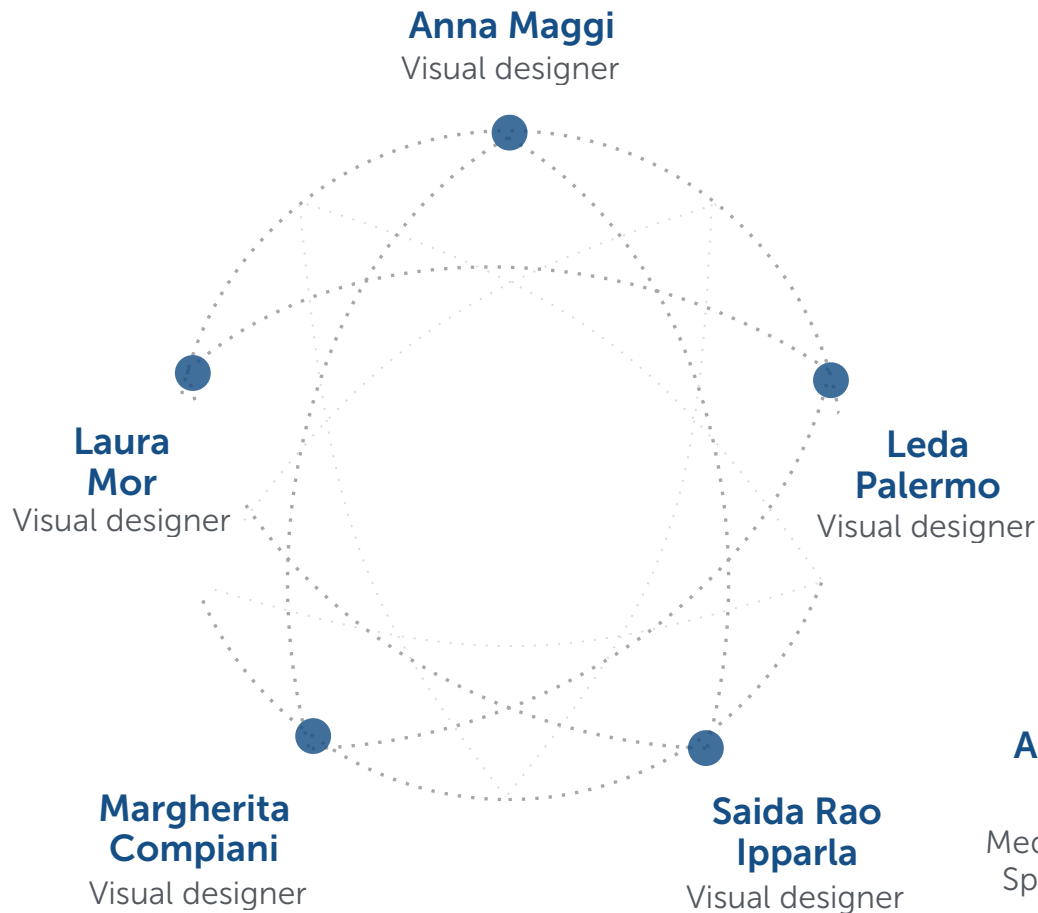 Anna Maggi
Visual designer
Laura
Mor
Visual designer
Leda
Palermo
Visual designer
Margherita
Compiani
Visual designer
Saida Rao
Ipparla
Visual designer